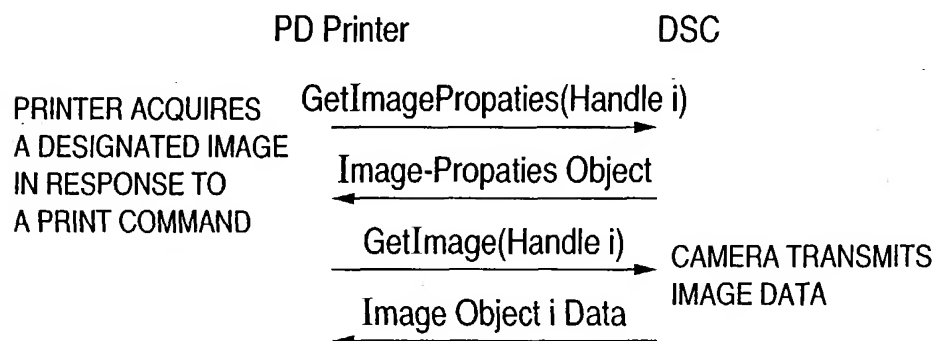 PD Printer DSC
PRINTER ACQUIRES
A DESIGNATED IMAGE
IN RESPONSE TO
A PRINT COMMAND
GetImagePropaties(Handle i)
Image-Propaties Object
GetImage(Handle i)
CAMERA TRANSMITS
IMAGE DATA
Image Object i Data